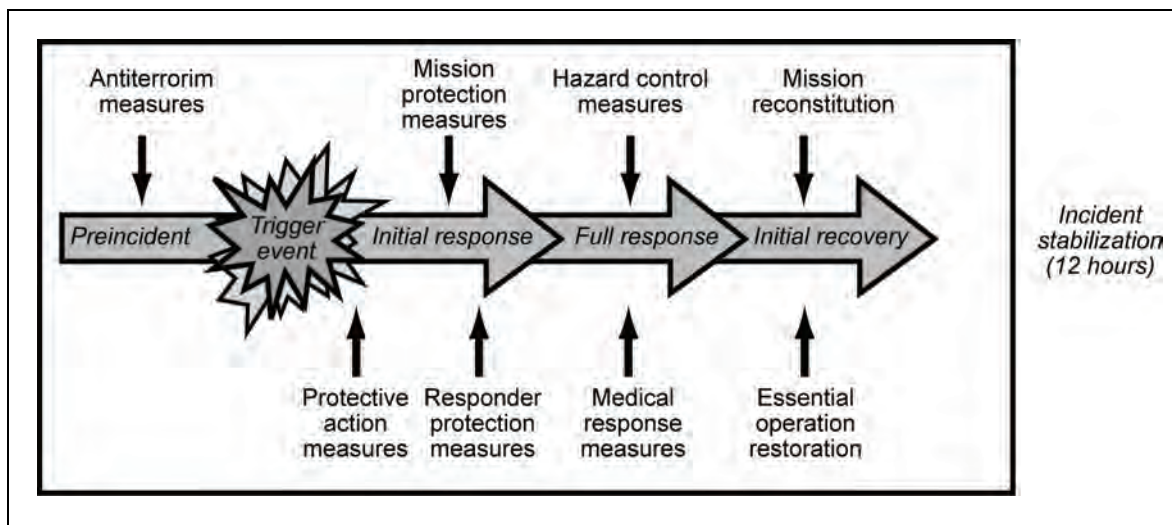 Antiterrorim
measures
Mission
protection
measures
Hazard control
measures
Mission
reconstitution
Preincident
Trigger
event
Initial response
Full response
Initial recovery
Incident
stabilization
(12 hours)
Protective
action
measures
Responder
protection
measures
Medical
response
measures
Essential
operation
restoration